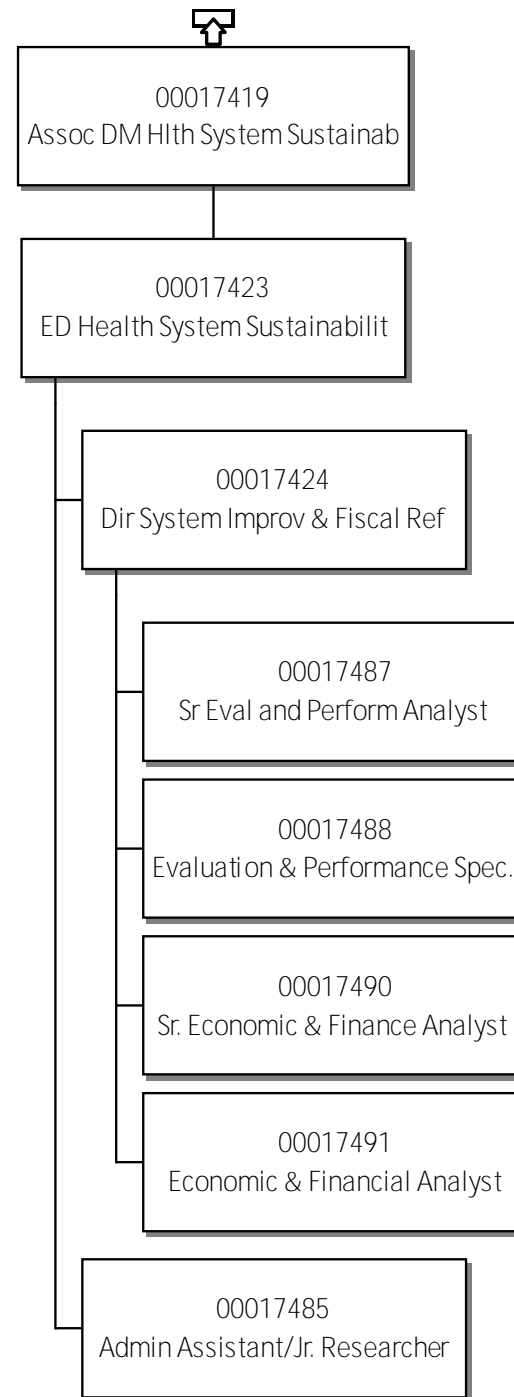 00017419
Assoc DM Hlth System Sustainab
00017423
ED Health System Sustainabilit
00017424
Dir System Improv & Fiscal Ref
00017487
Sr Eval and Perform Analyst
00017488
Evaluation & Performance Spec.
00017490
Sr. Economic & Finance Analyst
00017491
Economic & Financial Analyst
00017485
Admin Assistant/Jr. Researcher